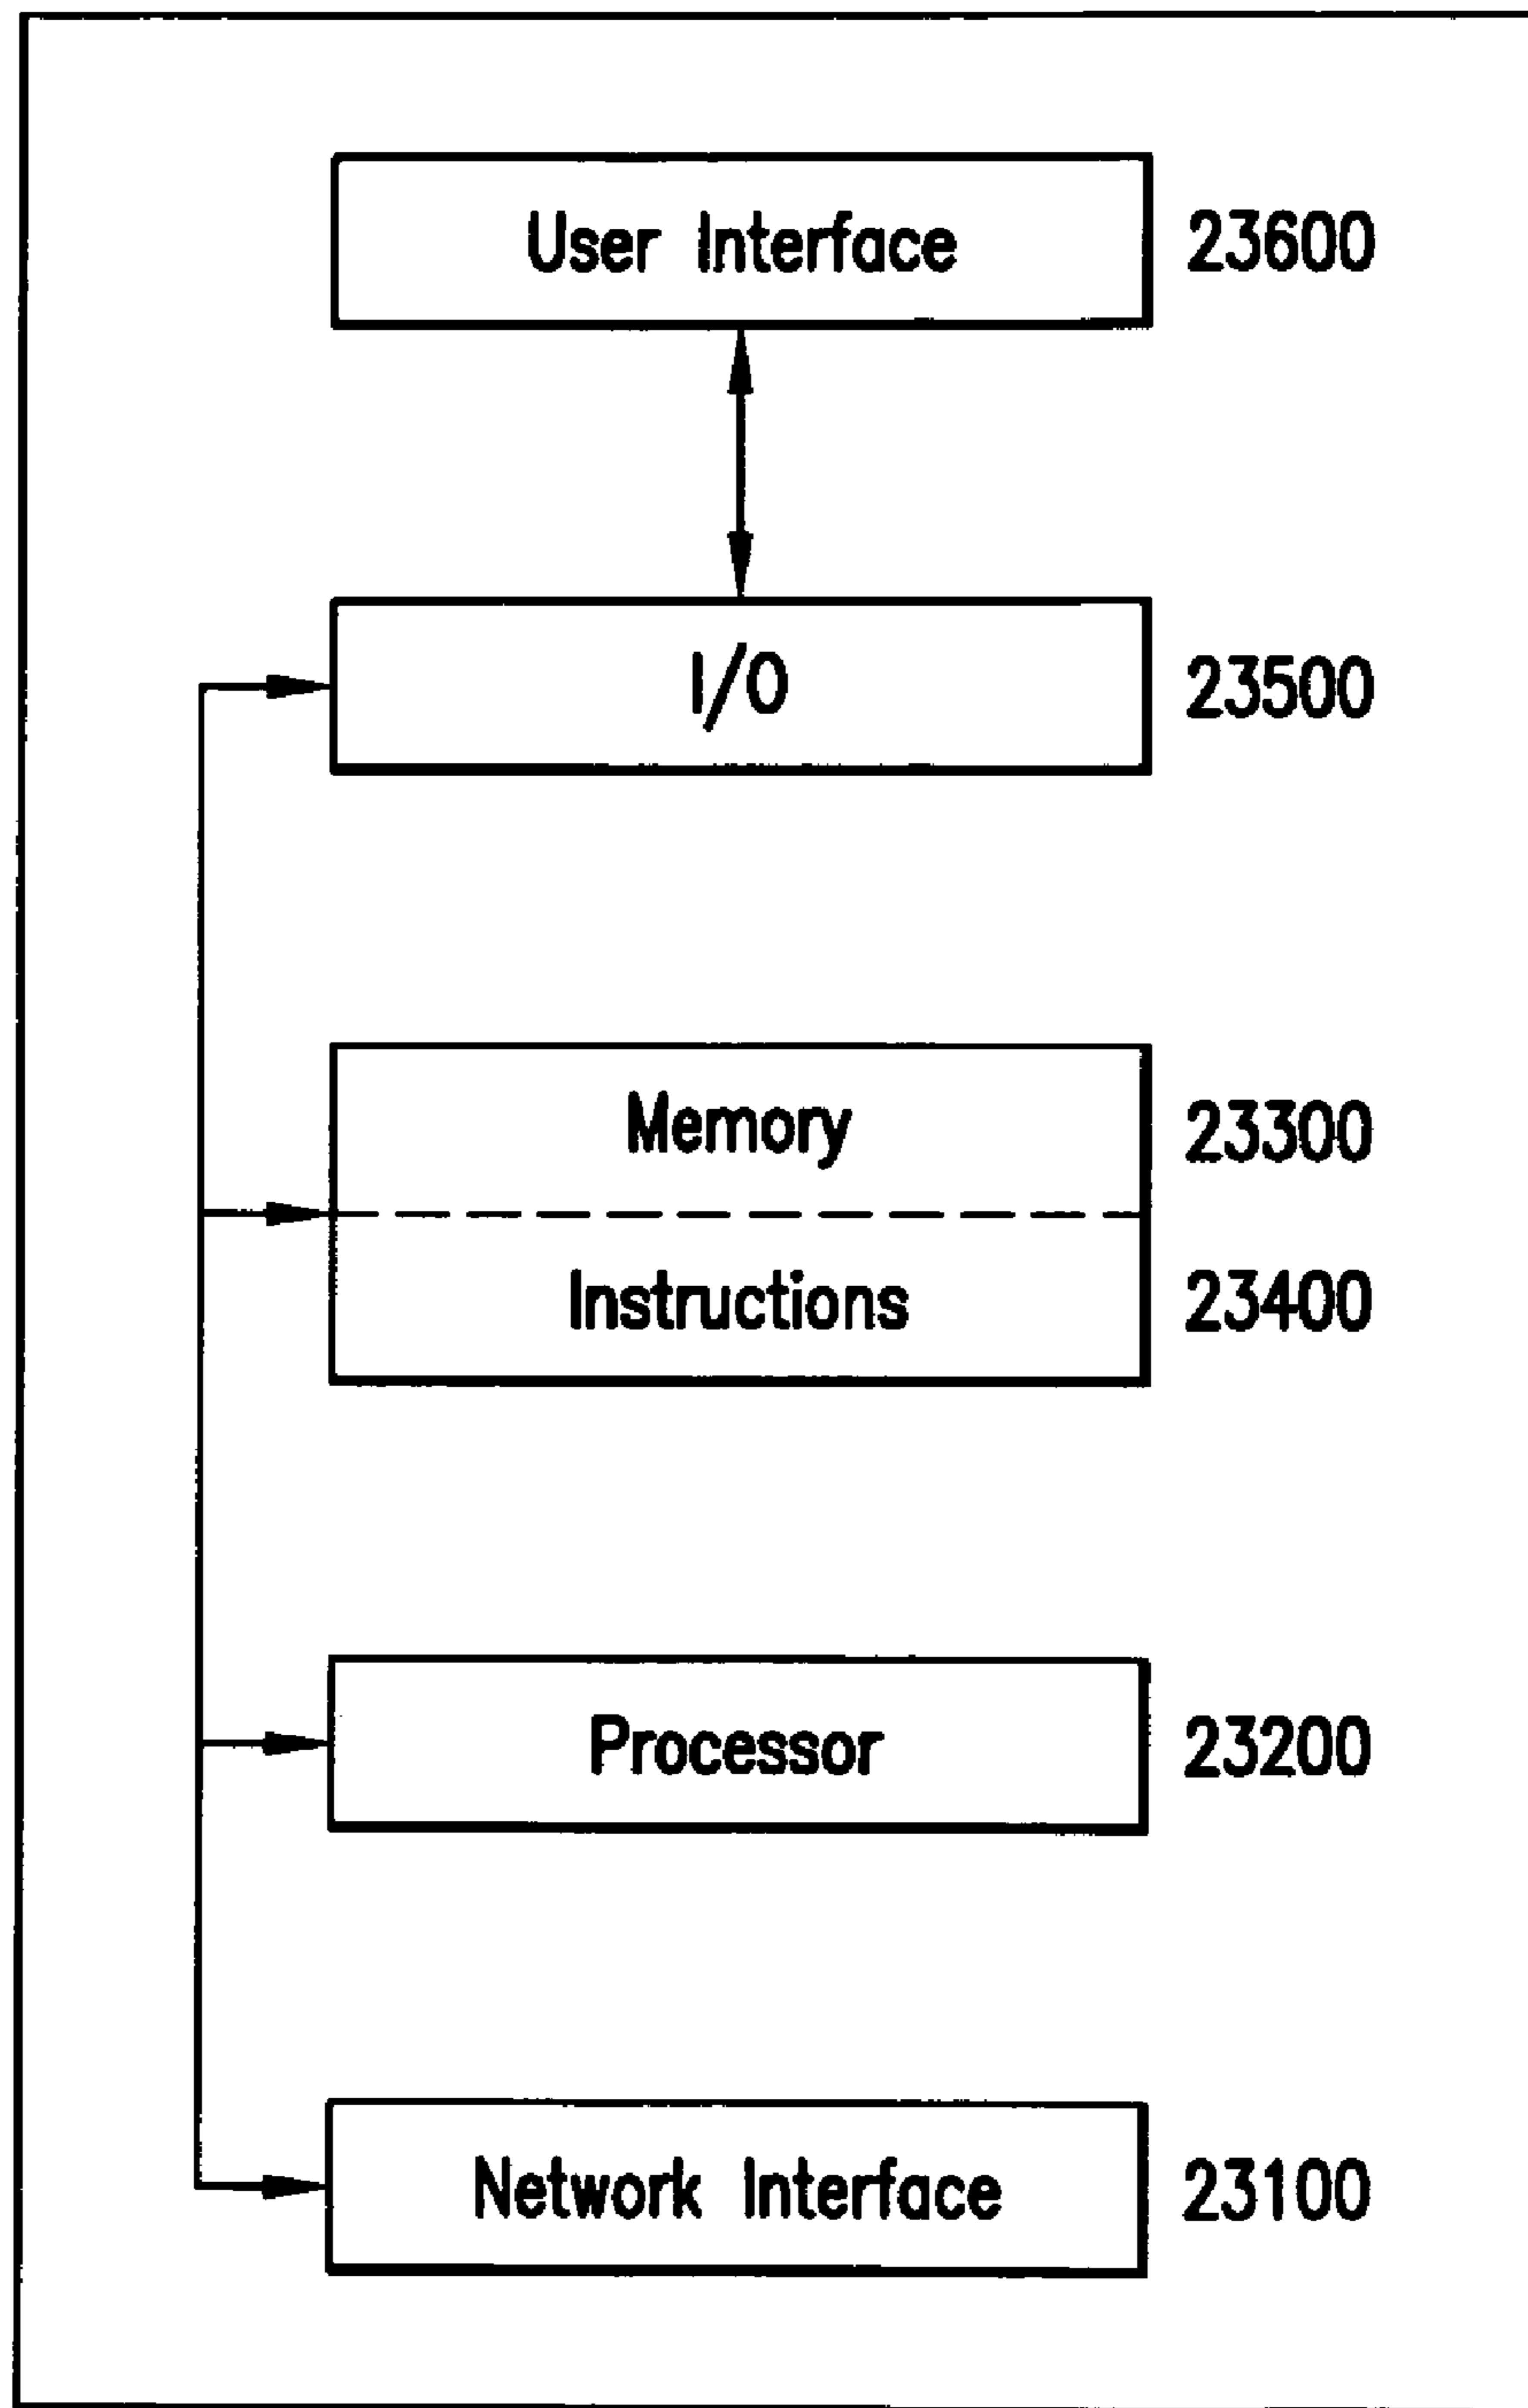 User Interface 23600
I/O 23500
Memory 23300
Instructions 23400
Processor 23200
Network Interface 23100